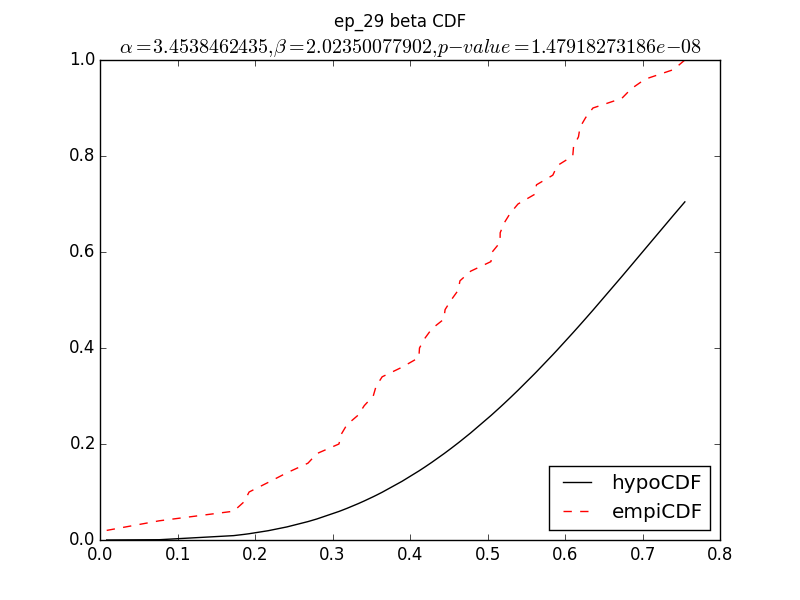 ep_29 beta CDF
α=3.4538462435,β=2.02350077902,p−value=1.47918273186e−08
1.0
0.8
0.6
0.4
0.2
0.0
0.0 0.1 0.2 0.3 0.4 0.5 0.6 0.7 0.8
hypoCDF
empiCDF